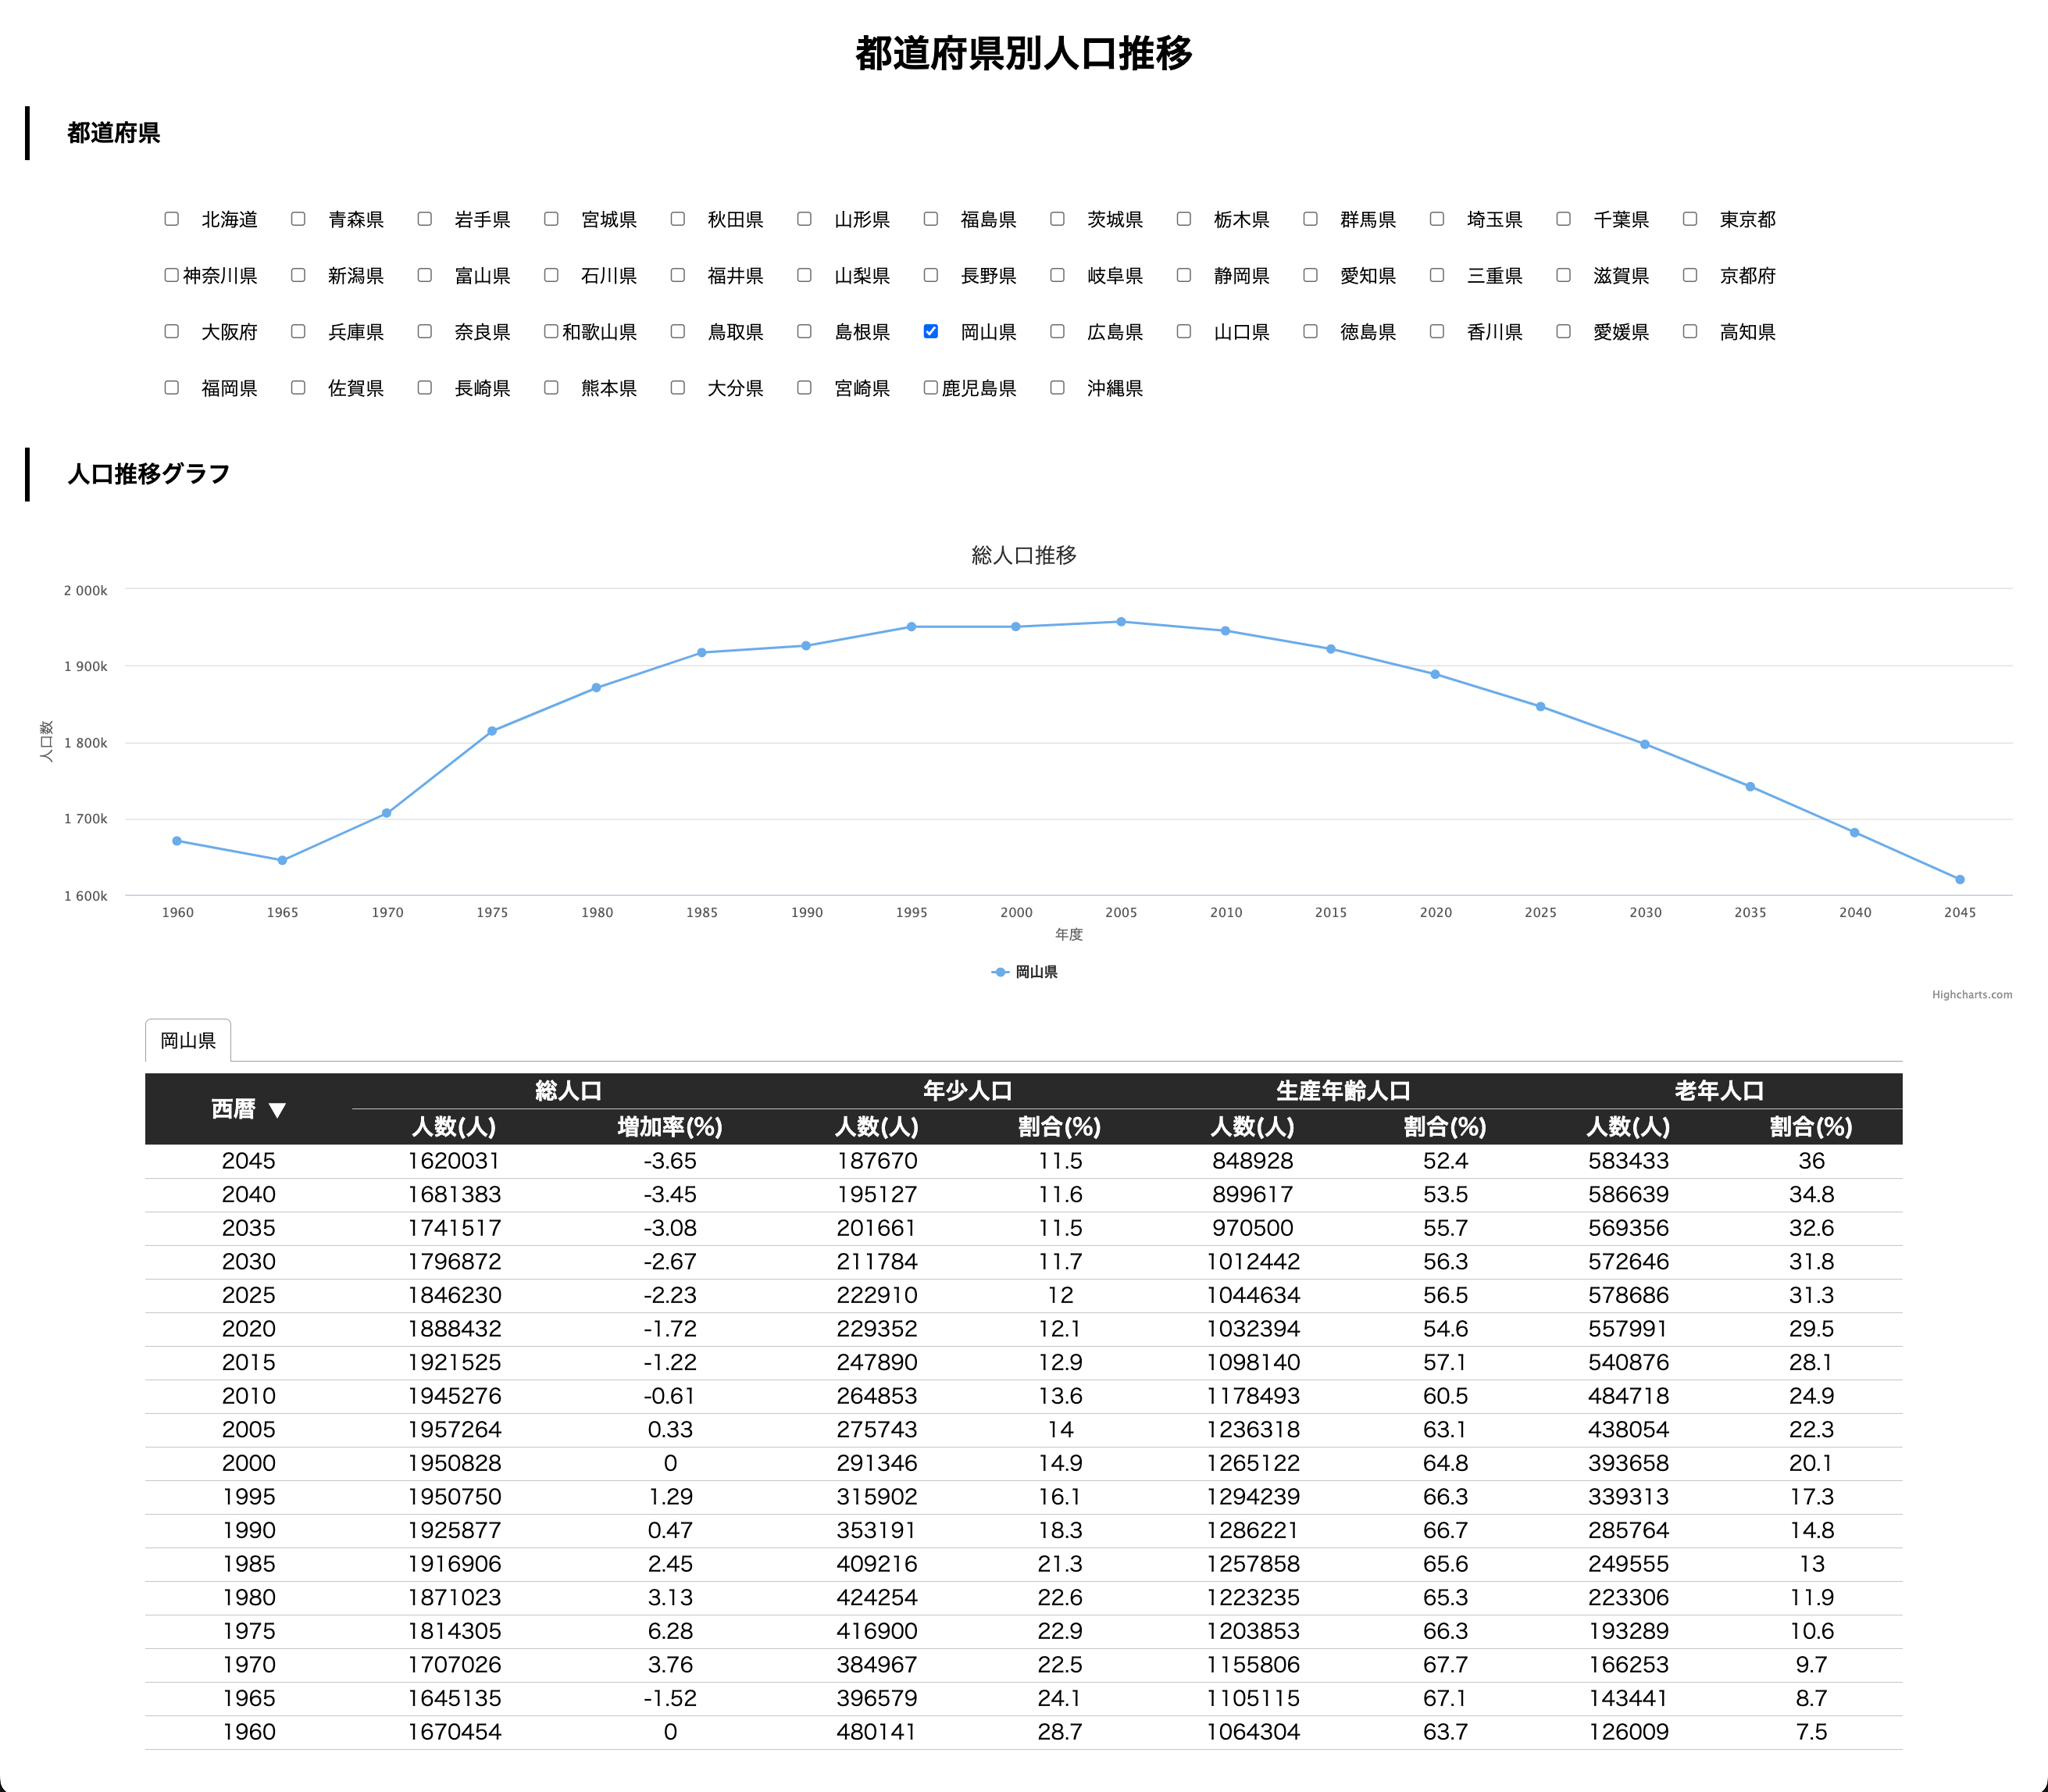 都道府県別人口推移
都道府県
北海道 青森県 岩手県 宮城県 秋田県 山形県 福島県 茨城県 栃木県 群馬県 埼玉県 千葉県 東京都
神奈川県 新潟県 富山県 石川県 福井県 山梨県 長野県 岐阜県 静岡県 愛知県 三重県 滋賀県 京都府
大阪府 兵庫県 奈良県 和歌山県 鳥取県 島根県 岡山県 広島県 山口県 徳島県 香川県 愛媛県 高知県
福岡県 佐賀県 長崎県 熊本県 大分県 宮崎県 鹿児島県 沖縄県
人口推移グラフ
総人口推移
人口数
2 000k
1 900k
1 800k
1 700k
1 600k
1960 1965 1970 1975 1980 1985 1990 1995 2000 2005 2010 2015 2020 2025 2030 2035 2040 2045
年度
岡山県
Highcharts.com
岡山県
西暦 ▼ 総人口 年少人口 生産年齢人口 老年人口
人数(人) 増加率(%) 人数(人) 割合(%) 人数(人) 割合(%) 人数(人) 割合(%)
2045 1620031 -3.65 187670 11.5 848928 52.4 583433 36
2040 1681383 -3.45 195127 11.6 899617 53.5 586639 34.8
2035 1741517 -3.08 201661 11.5 970500 55.7 569356 32.6
2030 1796872 -2.67 211784 11.7 1012442 56.3 572646 31.8
2025 1846230 -2.23 222910 12 1044634 56.5 578686 31.3
2020 1888432 -1.72 229352 12.1 1032394 54.6 557991 29.5
2015 1921525 -1.22 247890 12.9 1098140 57.1 540876 28.1
2010 1945276 -0.61 264853 13.6 1178493 60.5 484718 24.9
2005 1957264 0.33 275743 14 1236318 63.1 438054 22.3
2000 1950828 0 291346 14.9 1265122 64.8 393658 20.1
1995 1950750 1.29 315902 16.1 1294239 66.3 339313 17.3
1990 1925877 0.47 353191 18.3 1286221 66.7 285764 14.8
1985 1916906 2.45 409216 21.3 1257858 65.6 249555 13
1980 1871023 3.13 424254 22.6 1223235 65.3 223306 11.9
1975 1814305 6.28 416900 22.9 1203853 66.3 193289 10.6
1970 1707026 3.76 384967 22.5 1155806 67.7 166253 9.7
1965 1645135 -1.52 396579 24.1 1105115 67.1 143441 8.7
1960 1670454 0 480141 28.7 1064304 63.7 126009 7.5